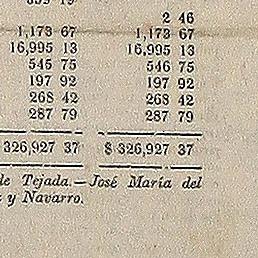 2 46
1,173 67 1,173 67
16,995 13 16,995 13
545 75 546 75
197 92 197 92
268 42 268 42
287 79 287 79
326,927 37 $ 326,927 37
de Tejada.—José María del
y Navarro.